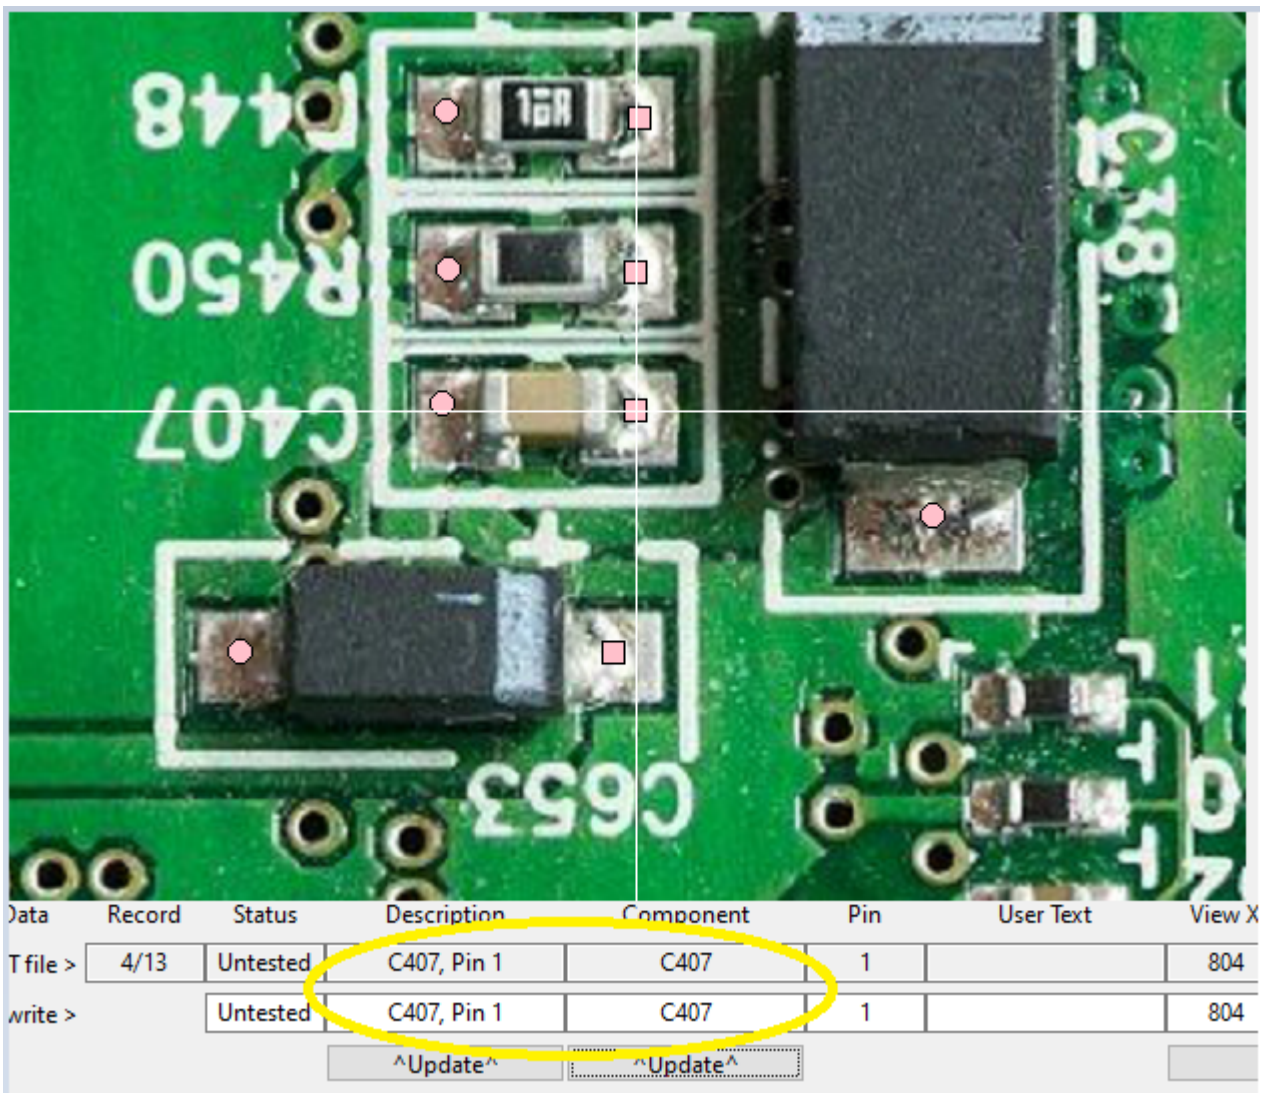 R448
16R
R450
C407
C38
C653
T
T
Data Record Status Description Component Pin User Text View X
T file > 4/13 Untested C407, Pin 1 C407 1 804
write > Untested C407, Pin 1 C407 1 804
^Update^ ^Update^